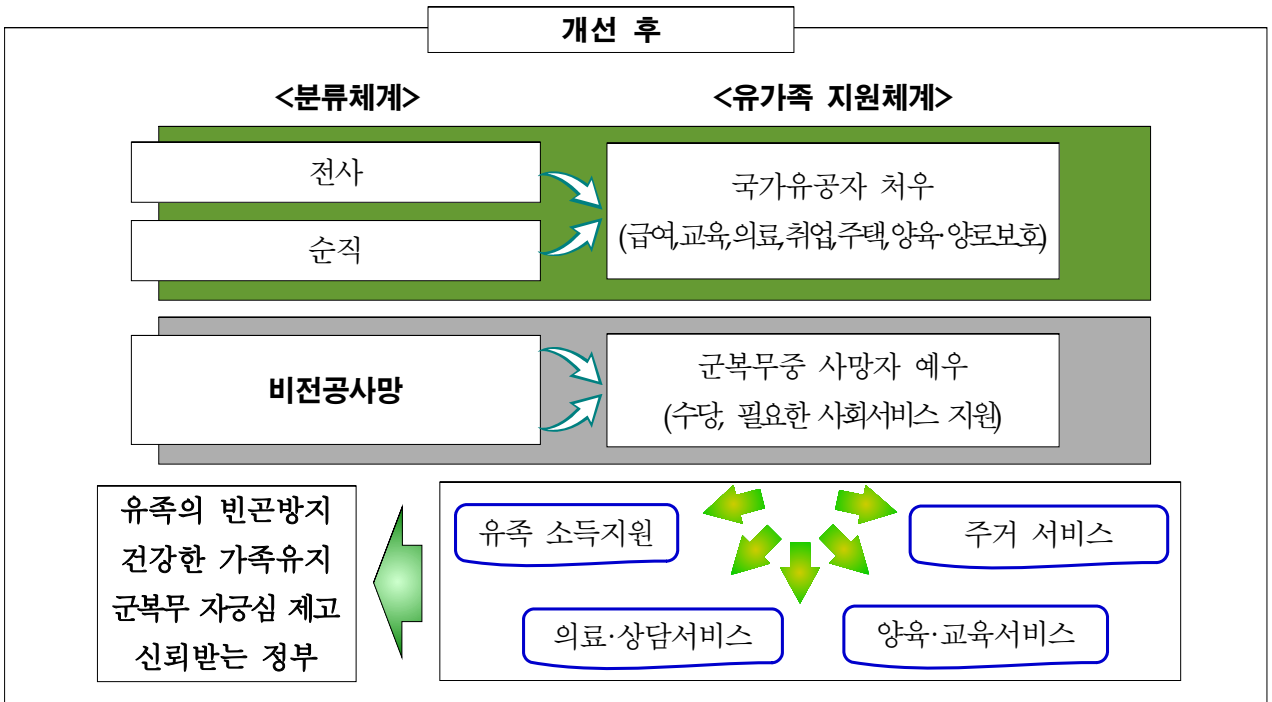 개선 후
<분류체계>
<유가족 지원체계>
전사
순직
국가유공자 처우
(급여,교육,의료,취업,주택,양육·양로보호)
비전공사망
군복무중 사망자 예우
(수당, 필요한 사회서비스 지원)
유족의 빈곤방지
건강한 가족유지
군복무 자긍심 제고
신뢰받는 정부
유족 소득지원
주거 서비스
의료·상담서비스
양육·교육서비스